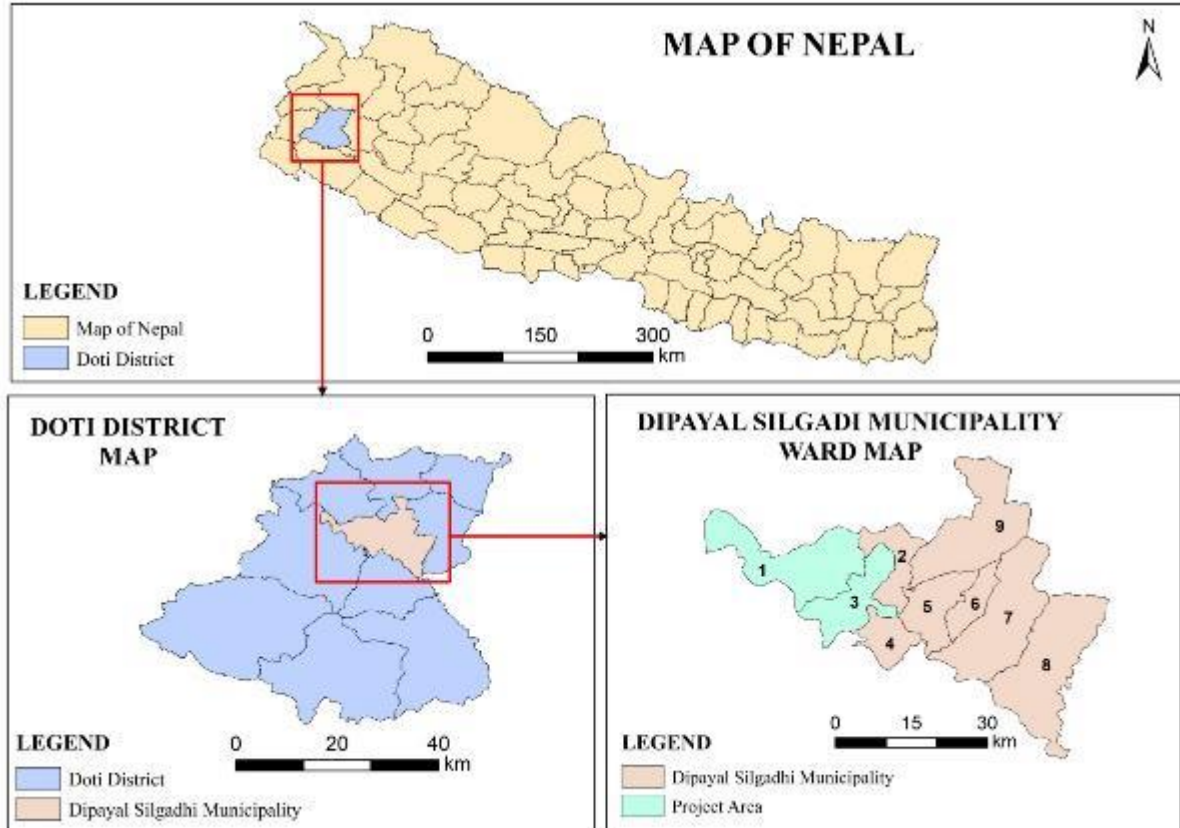 MAP OF NEPAL
N
LEGEND
Map of Nepal
Doti District
0 150 300
km
DOTI DISTRICT
MAP
LEGEND
Doti District
Dipayal Silgadhi Municipality
0 20 40
km
DIPAYAL SILGADI MUNICIPALITY
WARD MAP
1
2
3
4
5
6
7
8
9
0 15 30
km
LEGEND
Dipayal Silgadhi Municipality
Project Area